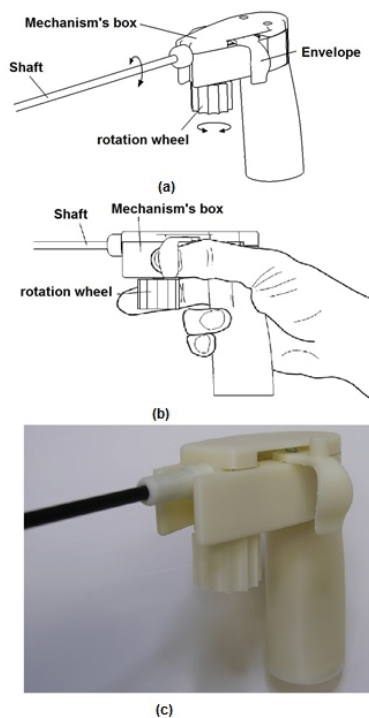 Mechanism's box
Shaft
Envelope
rotation wheel
(a)
Shaft
Mechanism's box
rotation wheel
(b)
(c)